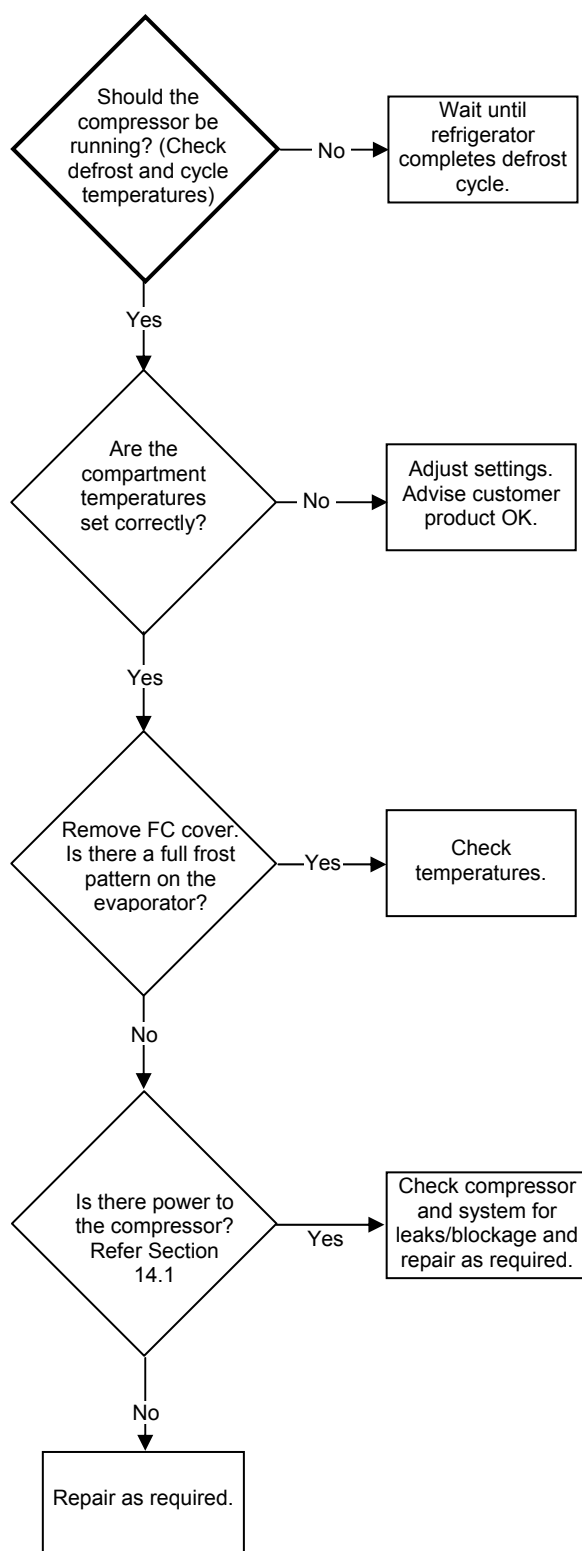 Should the
compressor be
running? (Check
defrost and cycle
temperatures)
No
Wait until
refrigerator
completes defrost
cycle.
Yes
Are the
compartment
temperatures
set correctly?
No
Adjust settings.
Advise customer
product OK.
Yes
Remove FC cover.
Is there a full frost
pattern on the
evaporator?
Yes
Check
temperatures.
No
Is there power to
the compressor?
Refer Section
14.1
Yes
Check compressor
and system for
leaks/blockage and
repair as required.
No
Repair as required.